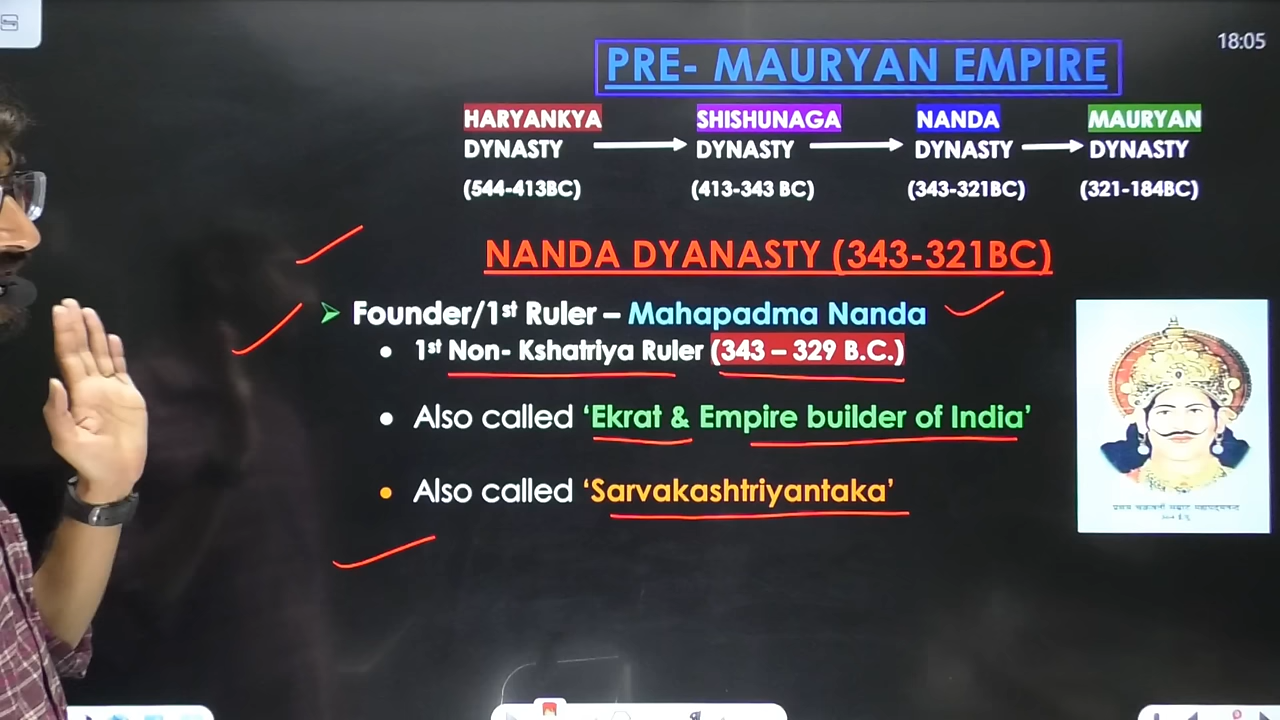 18:05
PRE- MAURYAN EMPIRE
HARYANKYA SHISHUNAGA NANDA MAURYAN
DYNASTY DYNASTY DYNASTY DYNASTY
(544-413BC) (413-343 BC) (343-321BC) (321-184BC)
NANDA DYANASTY (343-321BC)
Founder/1st Ruler – Mahapadma Nanda
1st Non- Kshatriya Ruler (343 – 329 B.C.)
Also called ‘Ekrat & Empire builder of India’
Also called ‘Sarvakashtriyantaka’